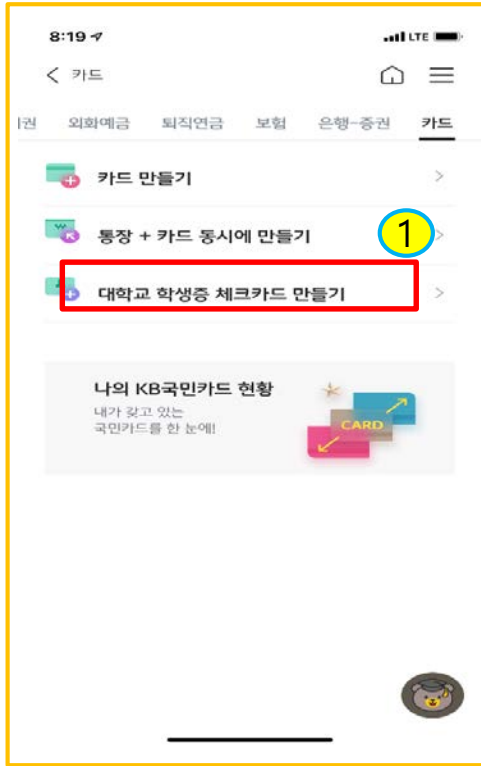 8:19 LTE
카드
외화예금 퇴직연금 보험 은행-증권 카드
카드 만들기
통장 + 카드 동시에 만들기 1
대학교 학생증 체크카드 만들기
나의 KB국민카드 현황
내가 갖고 있는
국민카드를 한 눈에!
CARD